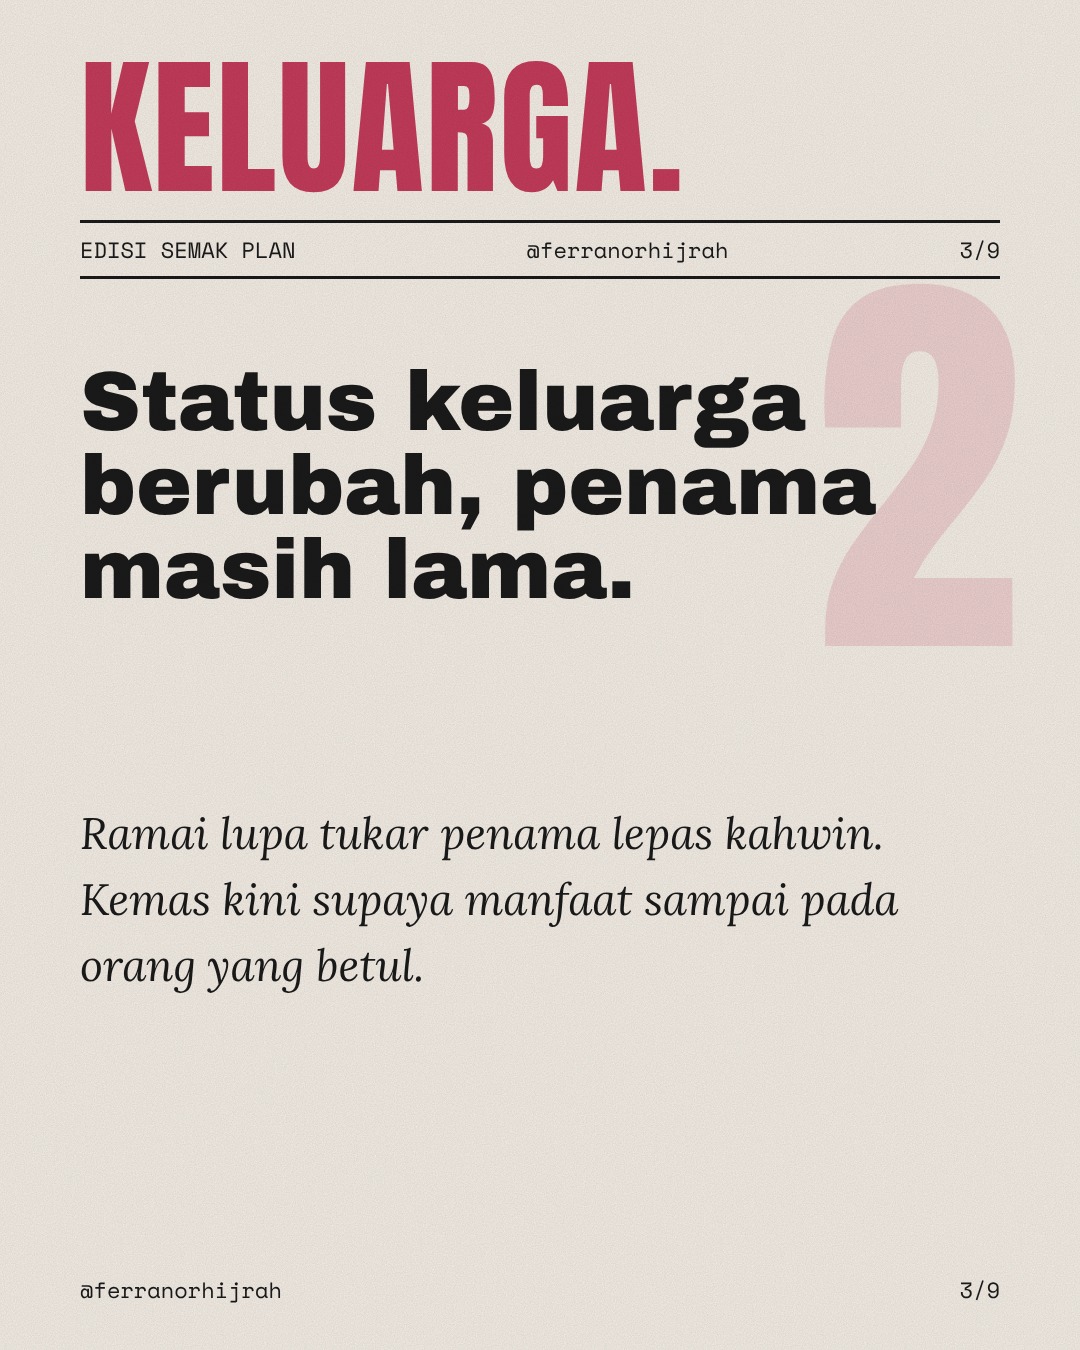 KELUARGA.
EDISI SEMAK PLAN @ferranorhijrah 3/9
2
Status keluarga
berubah, penama
masih lama.
Ramai lupa tukar penama lepas kahwin.
Kemas kini supaya manfaat sampai pada
orang yang betul.
@ferranorhijrah 3/9